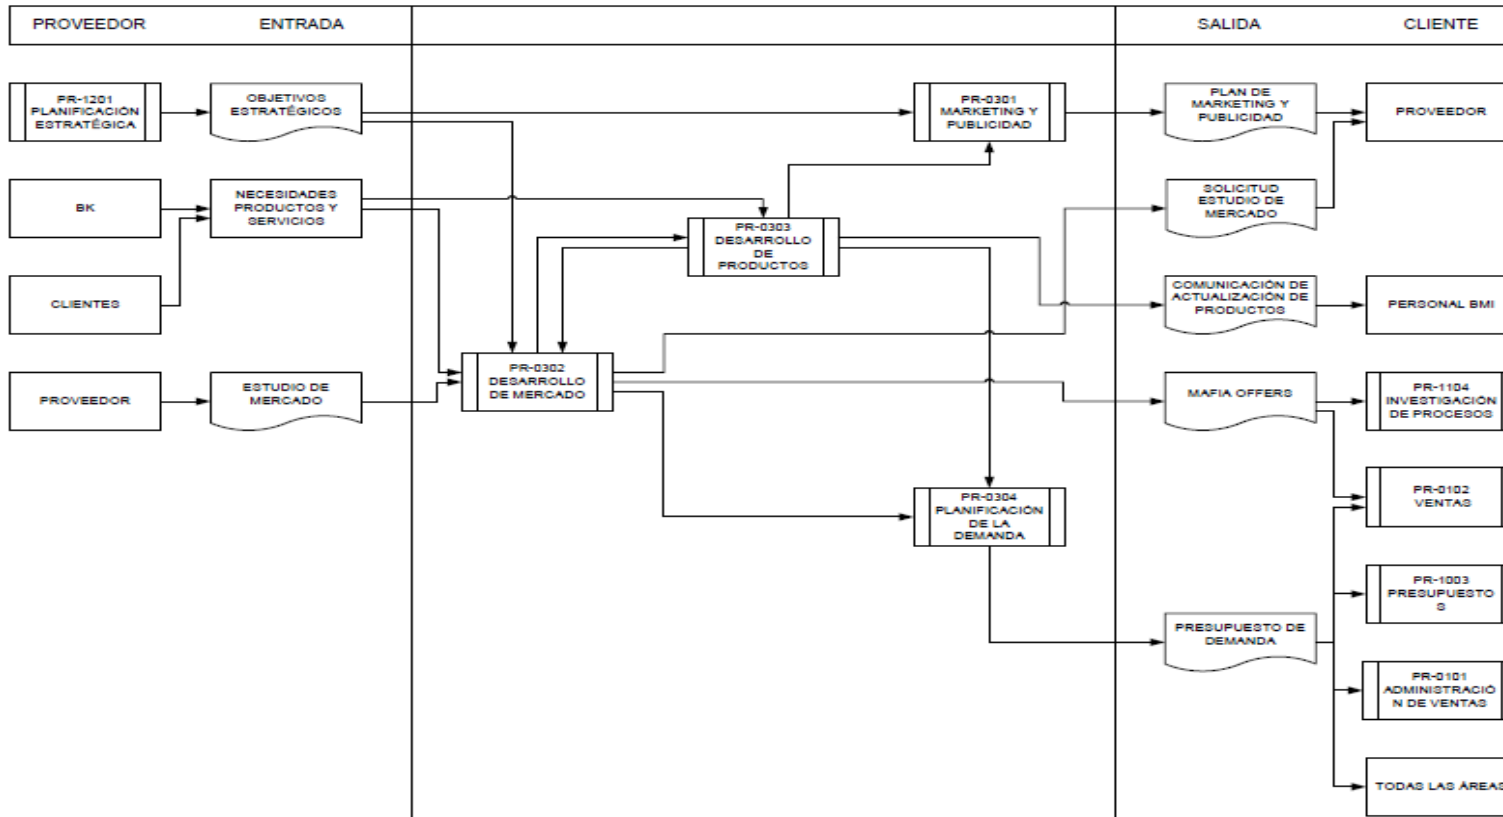 PROVEEDOR
ENTRADA
SALIDA
CLIENTE
PR-1201
PLANIFICACIÓN
ESTRATÉGICA
OBJETIVOS
ESTRATÉGICOS
PR-0301
MARKETING Y
PUBLICIDAD
PLAN DE
MARKETING Y
PUBLICIDAD
PROVEEDOR
BK
NECESIDADES
PRODUCTOS Y
SERVICIOS
SOLICITUD
ESTUDIO DE
MERCADO
PR-0303
DESARROLLO
DE
PRODUCTOS
CLIENTES
COMUNICACIÓN DE
ACTUALIZACIÓN DE
PRODUCTOS
PERSONAL BMI
PROVEEDOR
ESTUDIO DE
MERCADO
PR-0302
DESARROLLO
DE MERCADO
MAFIA OFFERS
PR-1104
INVESTIGACIÓN
DE PROCESOS
PR-0304
PLANIFICACIÓN
DE LA
DEMANDA
PR-0102
VENTAS
PR-1003
PRESUPUESTO
S
PRESUPUESTO DE
DEMANDA
PR-0101
ADMINISTRACIÓ
N DE VENTAS
TODAS LAS ÁREAS